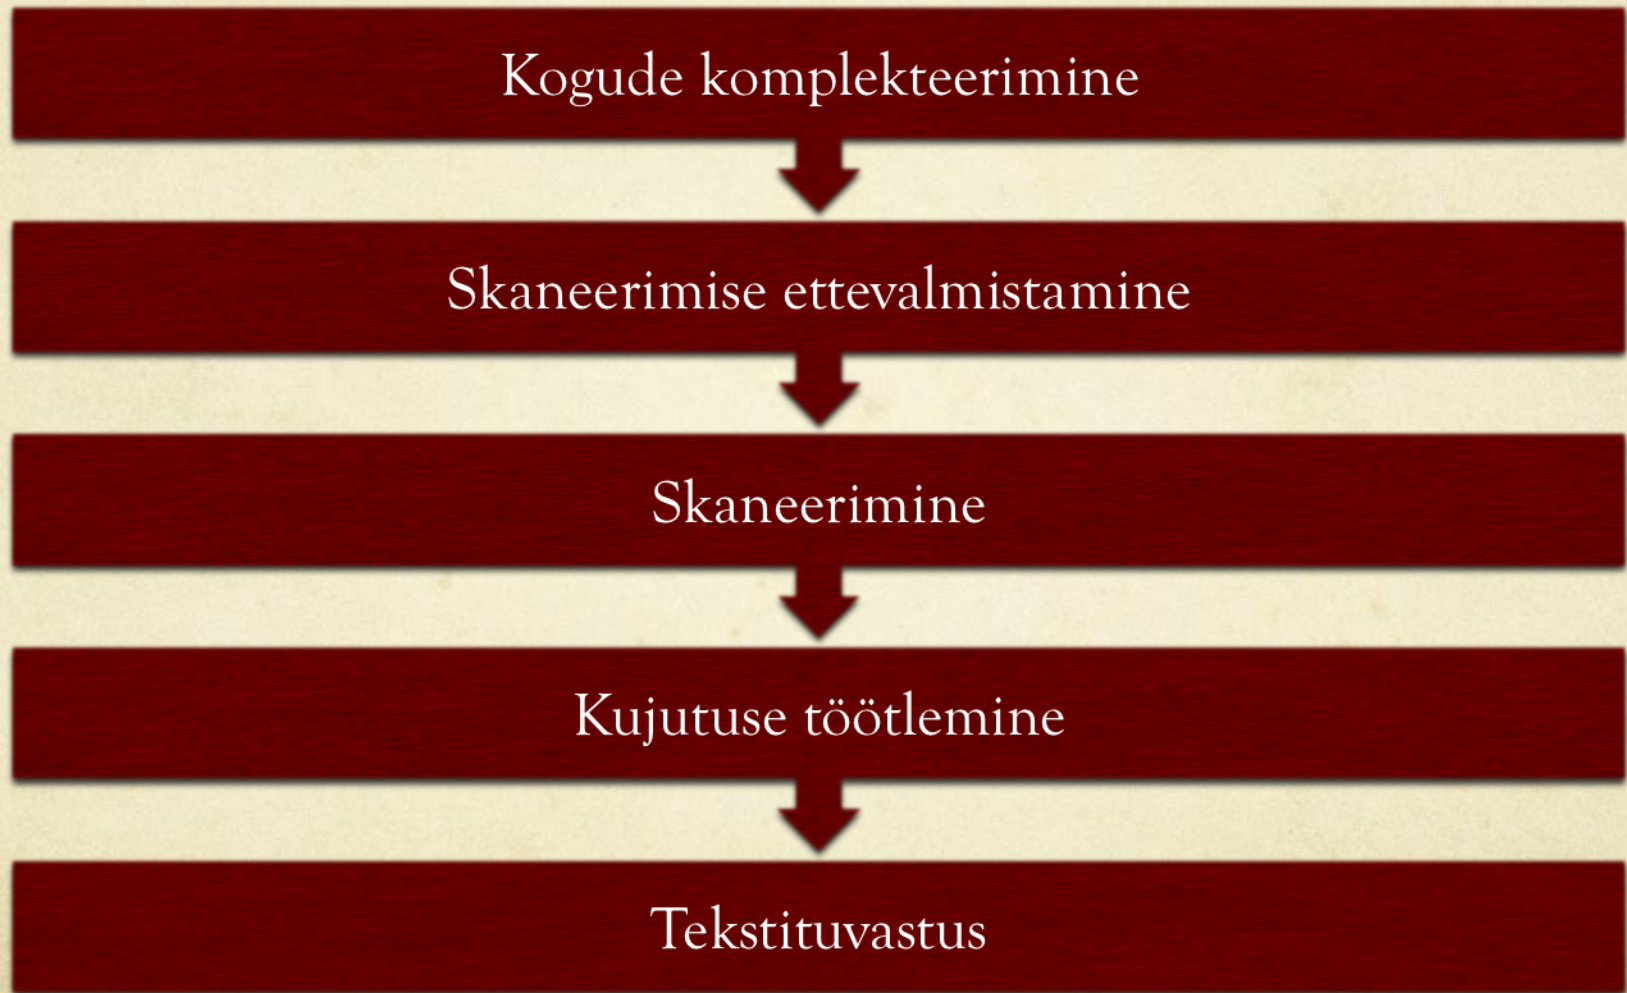 Kogude komplekteerimine
Skaneerimise ettevalmistamine
Skaneerimine
Kujutuse töötlemine
Tekstituvastus